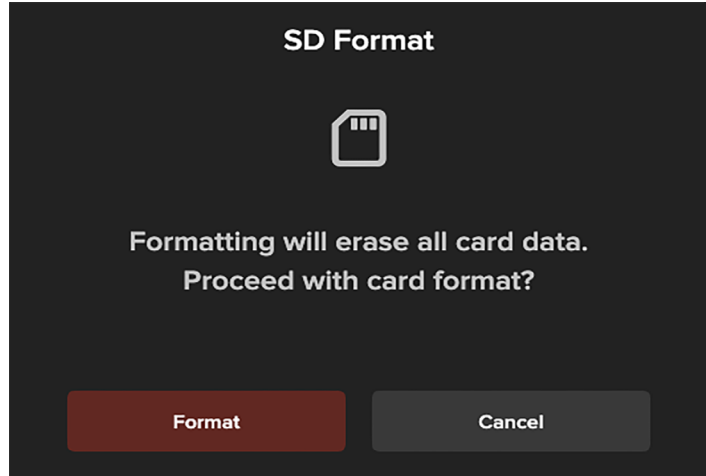 SD Format
Formatting will erase all card data.
Proceed with card format?
Format
Cancel